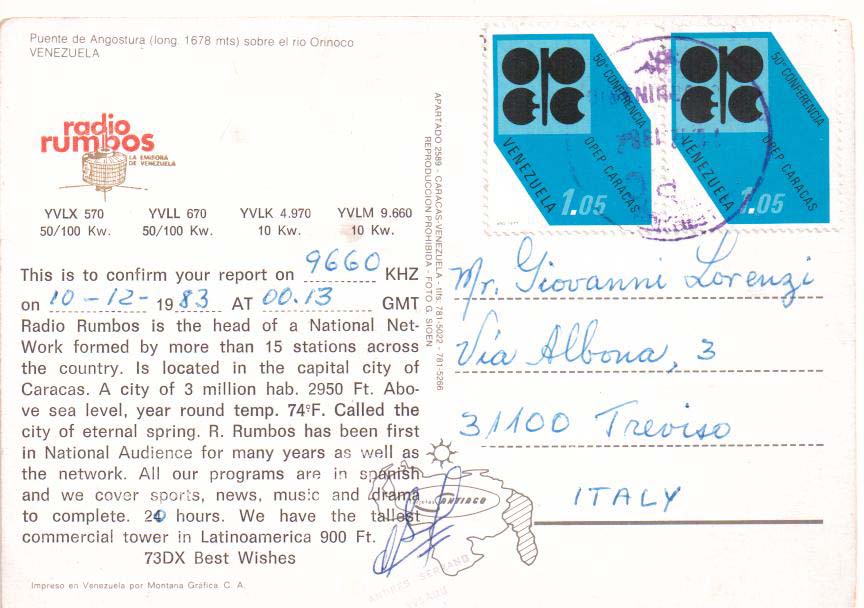 Puente de Angostura (long. 1678 mts) sobre el rio Orinoco
VENEZUELA
radio
rumbos
LA EMISORA
DE VENEZUELA
YVLX 570 YVLL 670 YVLK 4.970 YVLM 9.660
50/100 Kw. 50/100 Kw. 10 Kw. 10 Kw.
This is to confirm your report on 9660 KHZ
on 10-12- 1983 AT 00.13 GMT
Radio Rumbos is the head of a National Net-
Work formed by more than 15 stations across
the country. Is located in the capital city of
Caracas. A city of 3 million hab. 2950 Ft. Abo-
ve sea level, year round temp. 74ºF. Called the
city of eternal spring. R. Rumbos has been first
in National Audience for many years as well as
the network. All our programs are in spanish
and we cover sports, news, music and drama
to complete. 20 hours. We have the tallest
commercial tower in Latinoamerica 900 Ft.
73DX Best Wishes
Impreso en Venezuela por Montana Gráfica C. A.
APARTADO 2589 - CARACAS-VENEZUELA - tlfs: 781-5022 - 781-5266
REPRODUCCION PROHIBIDA - FOTO G. SIOEN
50ª CONFERENCIA
OPEP CARACAS
VENEZUELA
1.05
50ª CONFERENCIA
OPEP CARACAS
VENEZUELA
1.05
Mr. Giovanni Lorenzi
Via Albona, 3
31100 Treviso
ITALY
ANTIAGO
ANDRES SERRANO